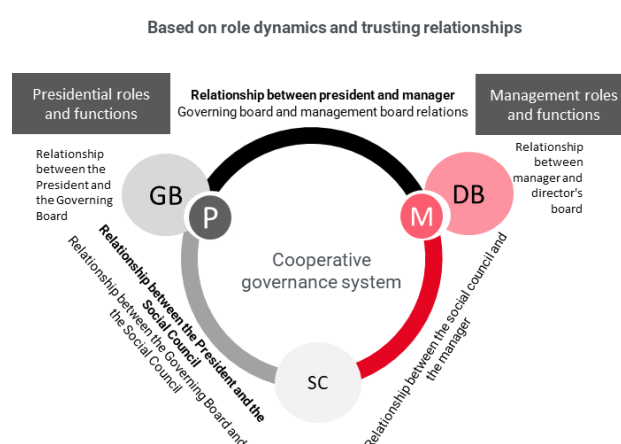 Based on role dynamics and trusting relationships
Presidential roles
and functions
Relationship between president and manager
Governing board and management board relations
Management roles
and functions
Relationship
between the
President and
the Governing
Board
GB
P
DB
M
Relationship
between
manager and
director's
board
Cooperative
governance system
Relationship between the President and the
Social Council
Relationship between the Governing Board and
the Social Council
SC
Relationship between the social council and
the manager